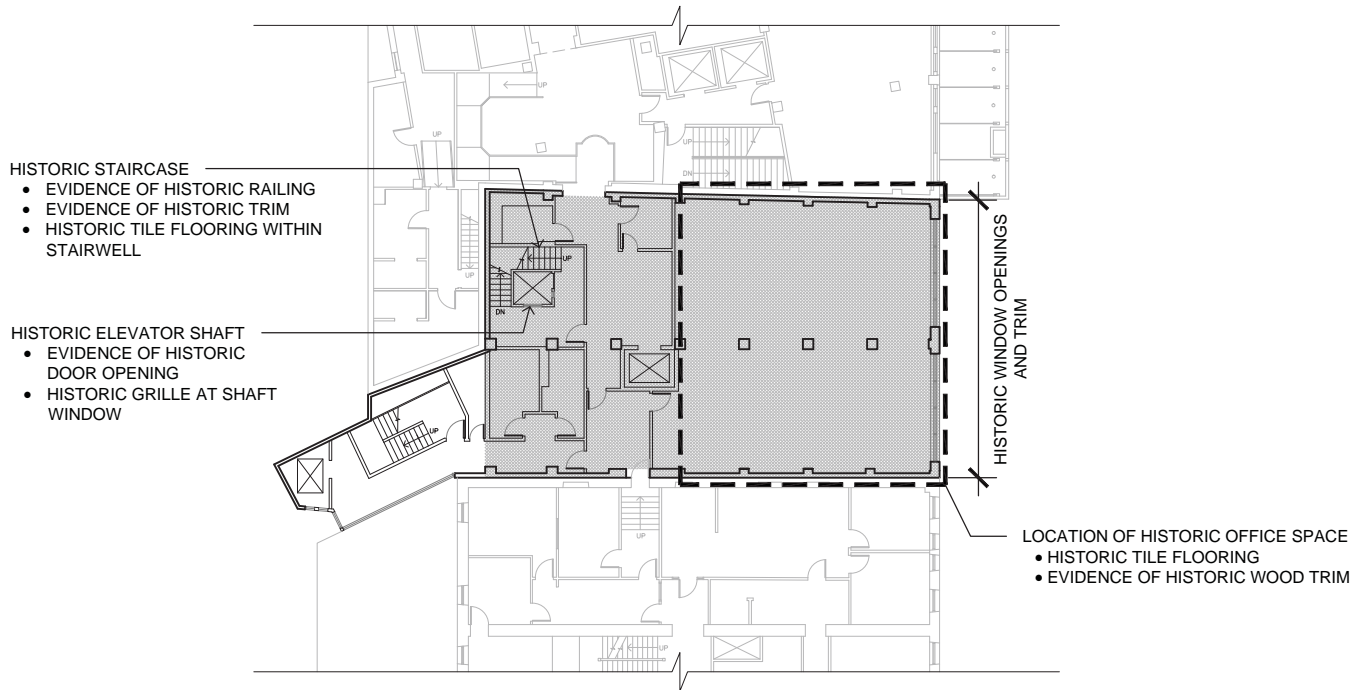 HISTORIC STAIRCASE
• EVIDENCE OF HISTORIC RAILING
• EVIDENCE OF HISTORIC TRIM
• HISTORIC TILE FLOORING WITHIN
STAIRWELL
HISTORIC ELEVATOR SHAFT
• EVIDENCE OF HISTORIC
DOOR OPENING
• HISTORIC GRILLE AT SHAFT
WINDOW
UP
UP
UP
DN
UP
UP
DN
UP
UP
UP
HISTORIC WINDOW OPENINGS
AND TRIM
LOCATION OF HISTORIC OFFICE SPACE
• HISTORIC TILE FLOORING
• EVIDENCE OF HISTORIC WOOD TRIM